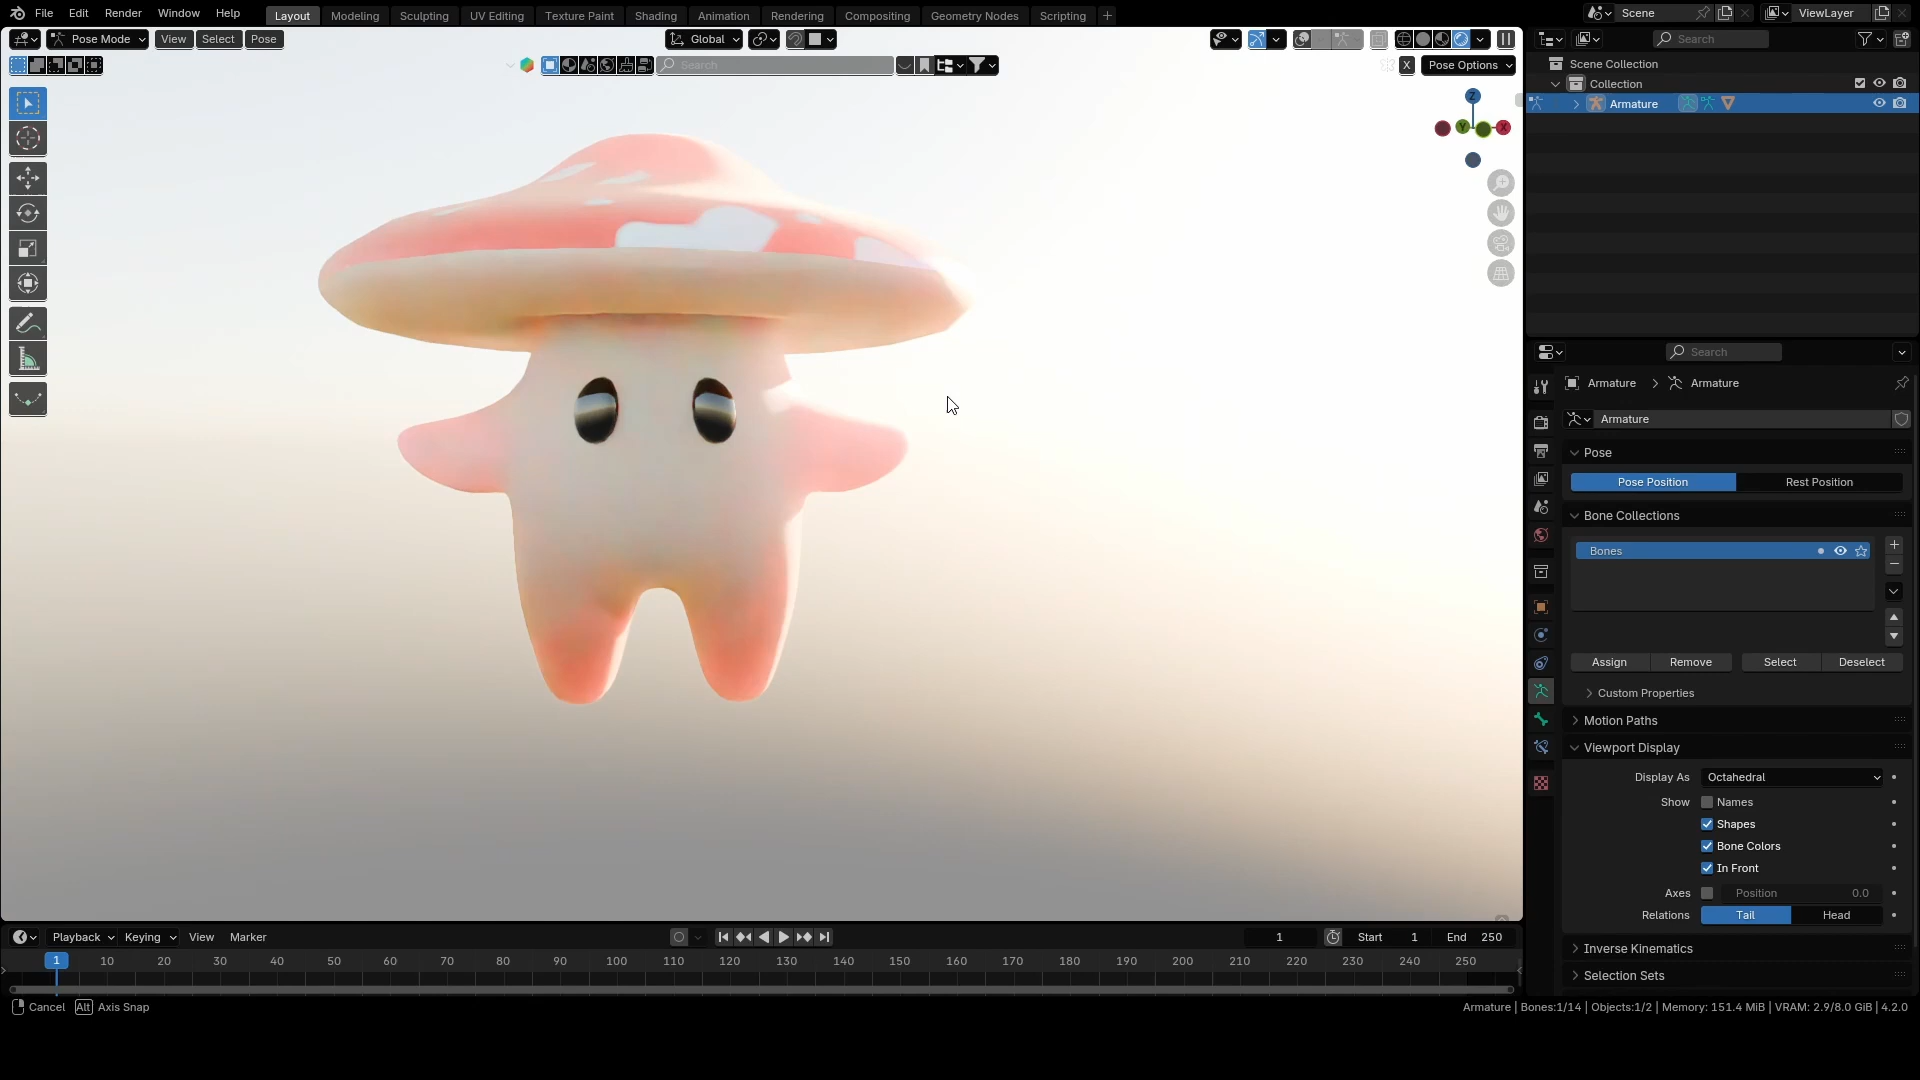 File Edit Render Window Help Layout Modeling Sculpting UV Editing Texture Paint Shading Animation Rendering Compositing Geometry Nodes Scripting + Scene ViewLayer
Pose Mode View Select Pose Global Search
Search X Pose Options
Scene Collection
Collection
Armature
Z
Y X
Search
Armature > Armature
Armature
Pose
Pose Position Rest Position
Bone Collections
Bones
Assign Remove Select Deselect
Custom Properties
Motion Paths
Viewport Display
Display As Octahedral
Show Names
Shapes
Bone Colors
In Front
Axes Position 0.0
Relations Tail Head
Inverse Kinematics
Selection Sets
Playback Keying View Marker 1 Start 1 End 250
1 10 20 30 40 50 60 70 80 90 100 110 120 130 140 150 160 170 180 190 200 210 220 230 240 250
Cancel Alt Axis Snap Armature | Bones:1/14 | Objects:1/2 | Memory: 151.4 MiB | VRAM: 2.9/8.0 GiB | 4.2.0